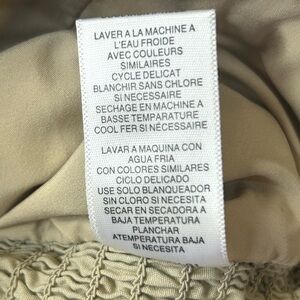 LAVER A LA MACHINE A
L'EAU FROIDE
AVEC COULEURS
SIMILAIRES
CYCLE DELICAT
BLANCHIR SANS CHLORE
SI NECESSAIRE
SECHAGE EN MACHINE A
BASSE TEMPARATURE
COOL FER SI NÉCESSAIRE
LAVAR A MAQUINA CON
AGUA FRIA
CON COLORES SIMILARES
CICLO DELICADO
USE SOLO BLANQUEADOR
SIN CLORO SI NECESITA
SECAR EN SECADORA A
BAJA TEMPERATURA
PLANCHAR
ATEMPERATURA BAJA
SI NECESITA